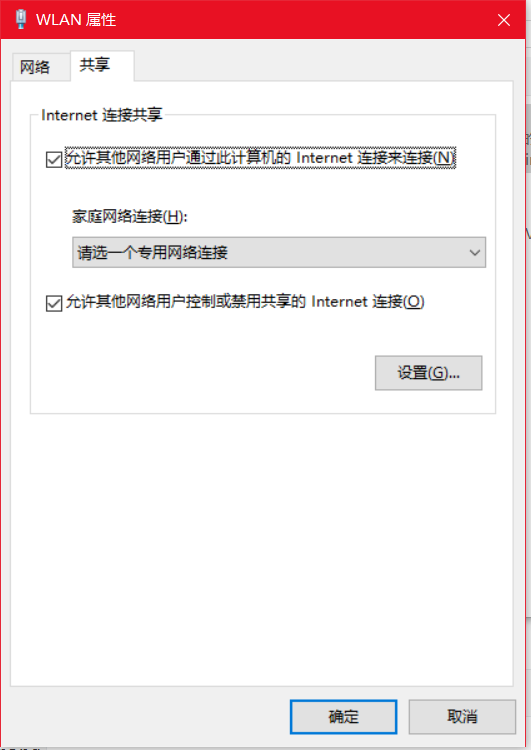 WLAN 属性
网络
共享
Internet 连接共享
允许其他网络用户通过此计算机的 Internet 连接来连接(N)
家庭网络连接(H):
请选一个专用网络连接
允许其他网络用户控制或禁用共享的 Internet 连接(O)
设置(G)...
确定
取消